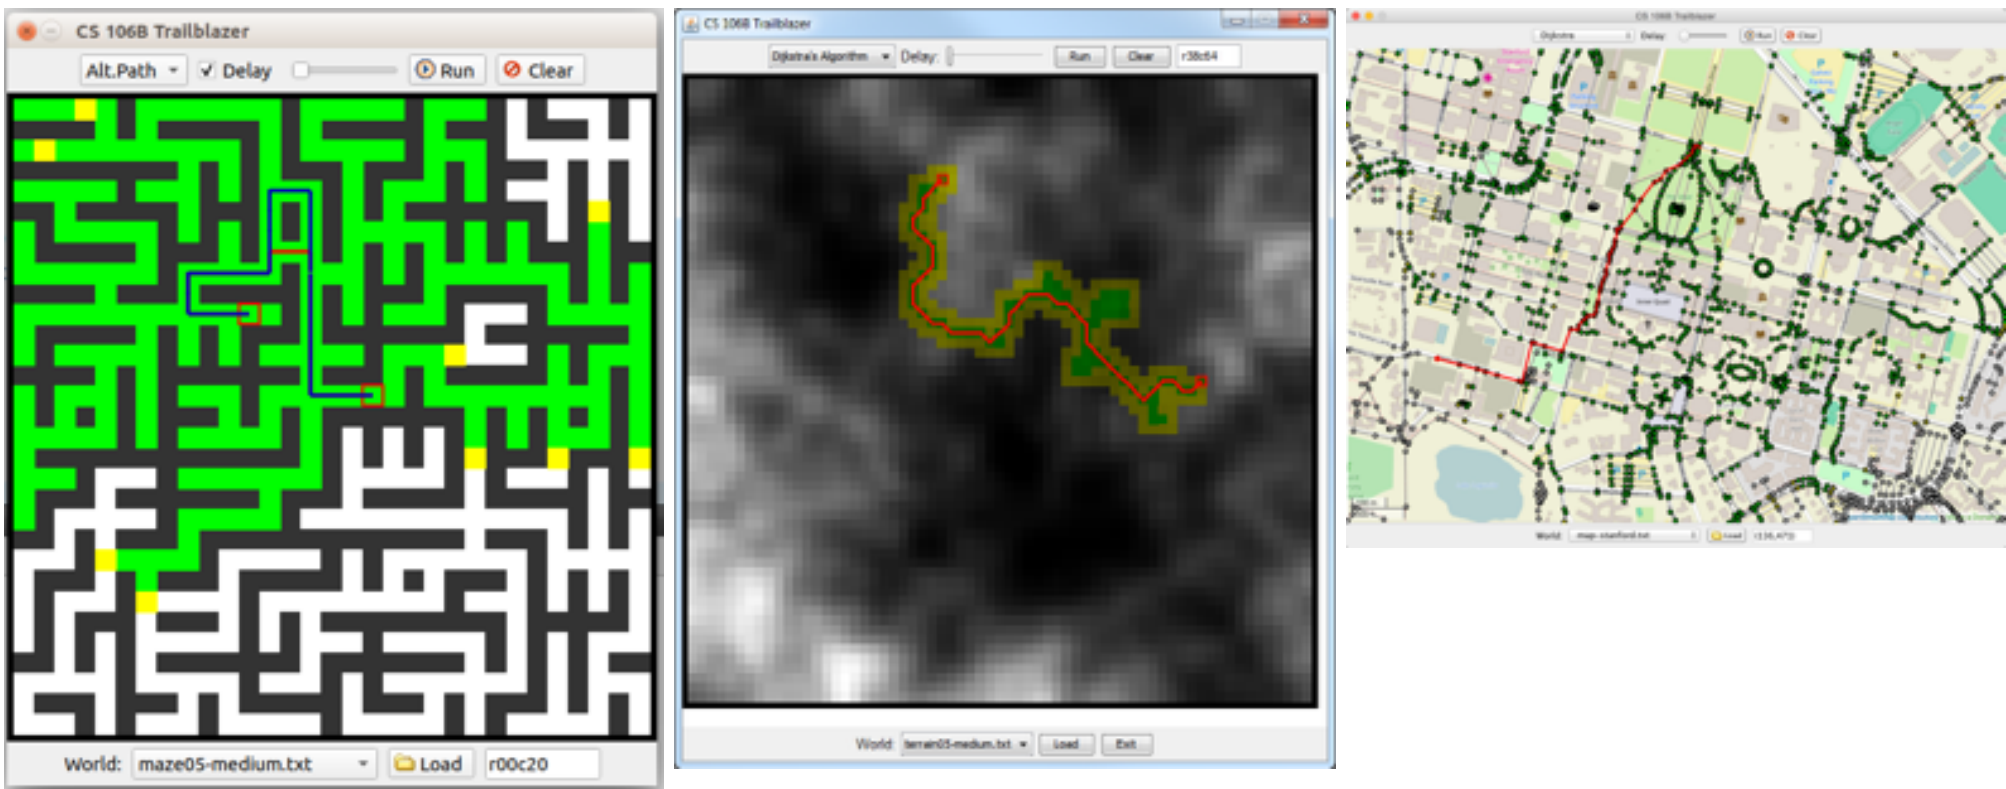 CS 106B Trailblazer
Alt.Path Delay Run Clear
World: maze05-medium.txt Load r00c20
CS 106B Trailblazer
Dijkstra's Algorithm Delay: Run Clear r38c64
World: terrain05-medium.txt Load Exit
CS 106B Trailblazer
Dijkstra Delay: Run Clear
World: map-stanford.txt Load